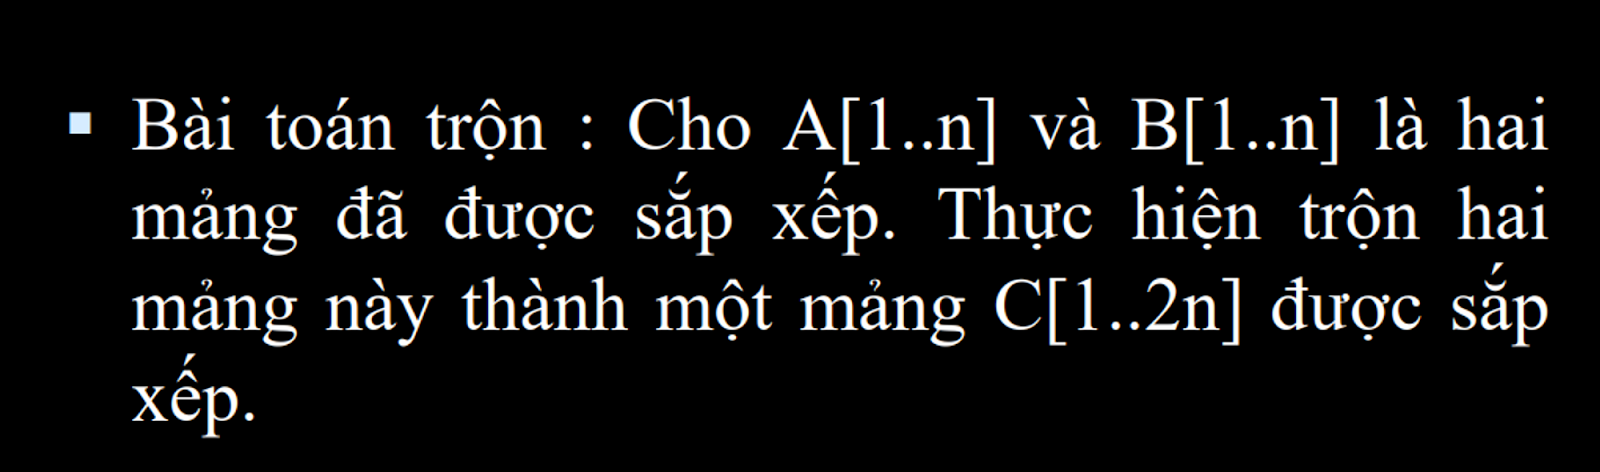 ▪ Bài toán trộn : Cho A[1..n] và B[1..n] là hai
mảng đã được sắp xếp. Thực hiện trộn hai
mảng này thành một mảng C[1..2n] được sắp
xếp.